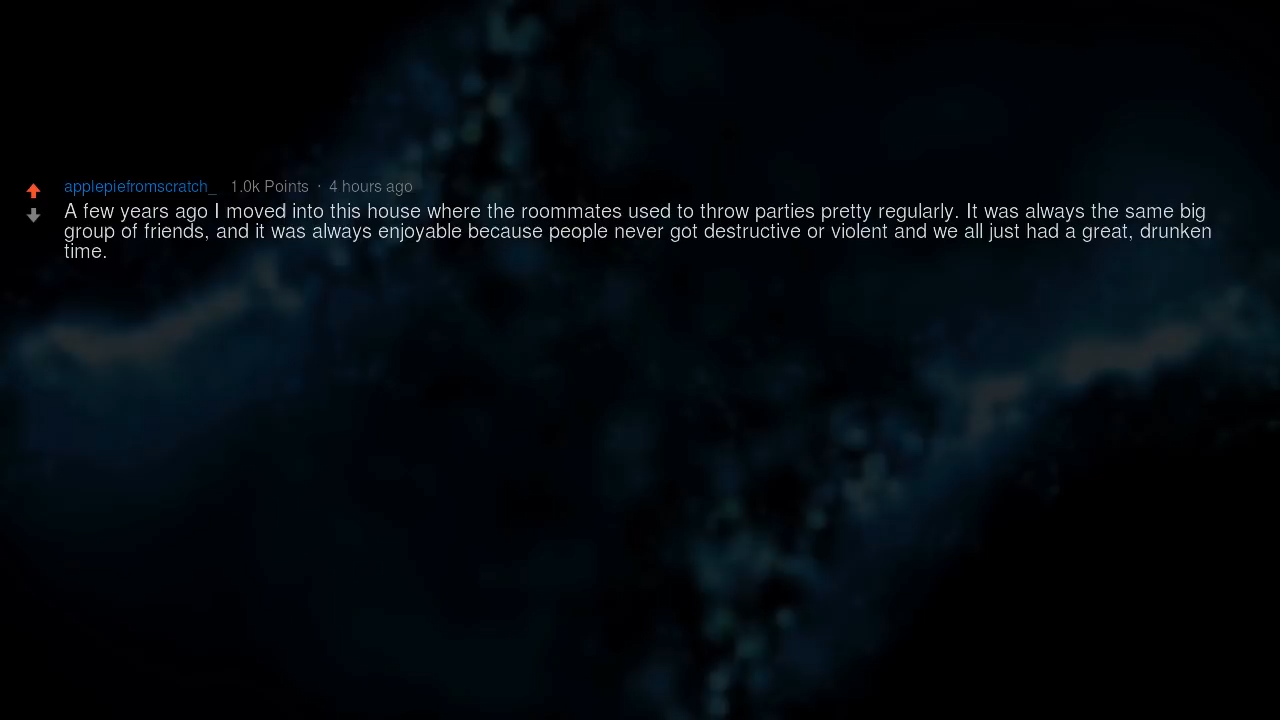 applepiefromscratch_ 1.0k Points · 4 hours ago
A few years ago I moved into this house where the roommates used to throw parties pretty regularly. It was always the same big
group of friends, and it was always enjoyable because people never got destructive or violent and we all just had a great, drunken
time.